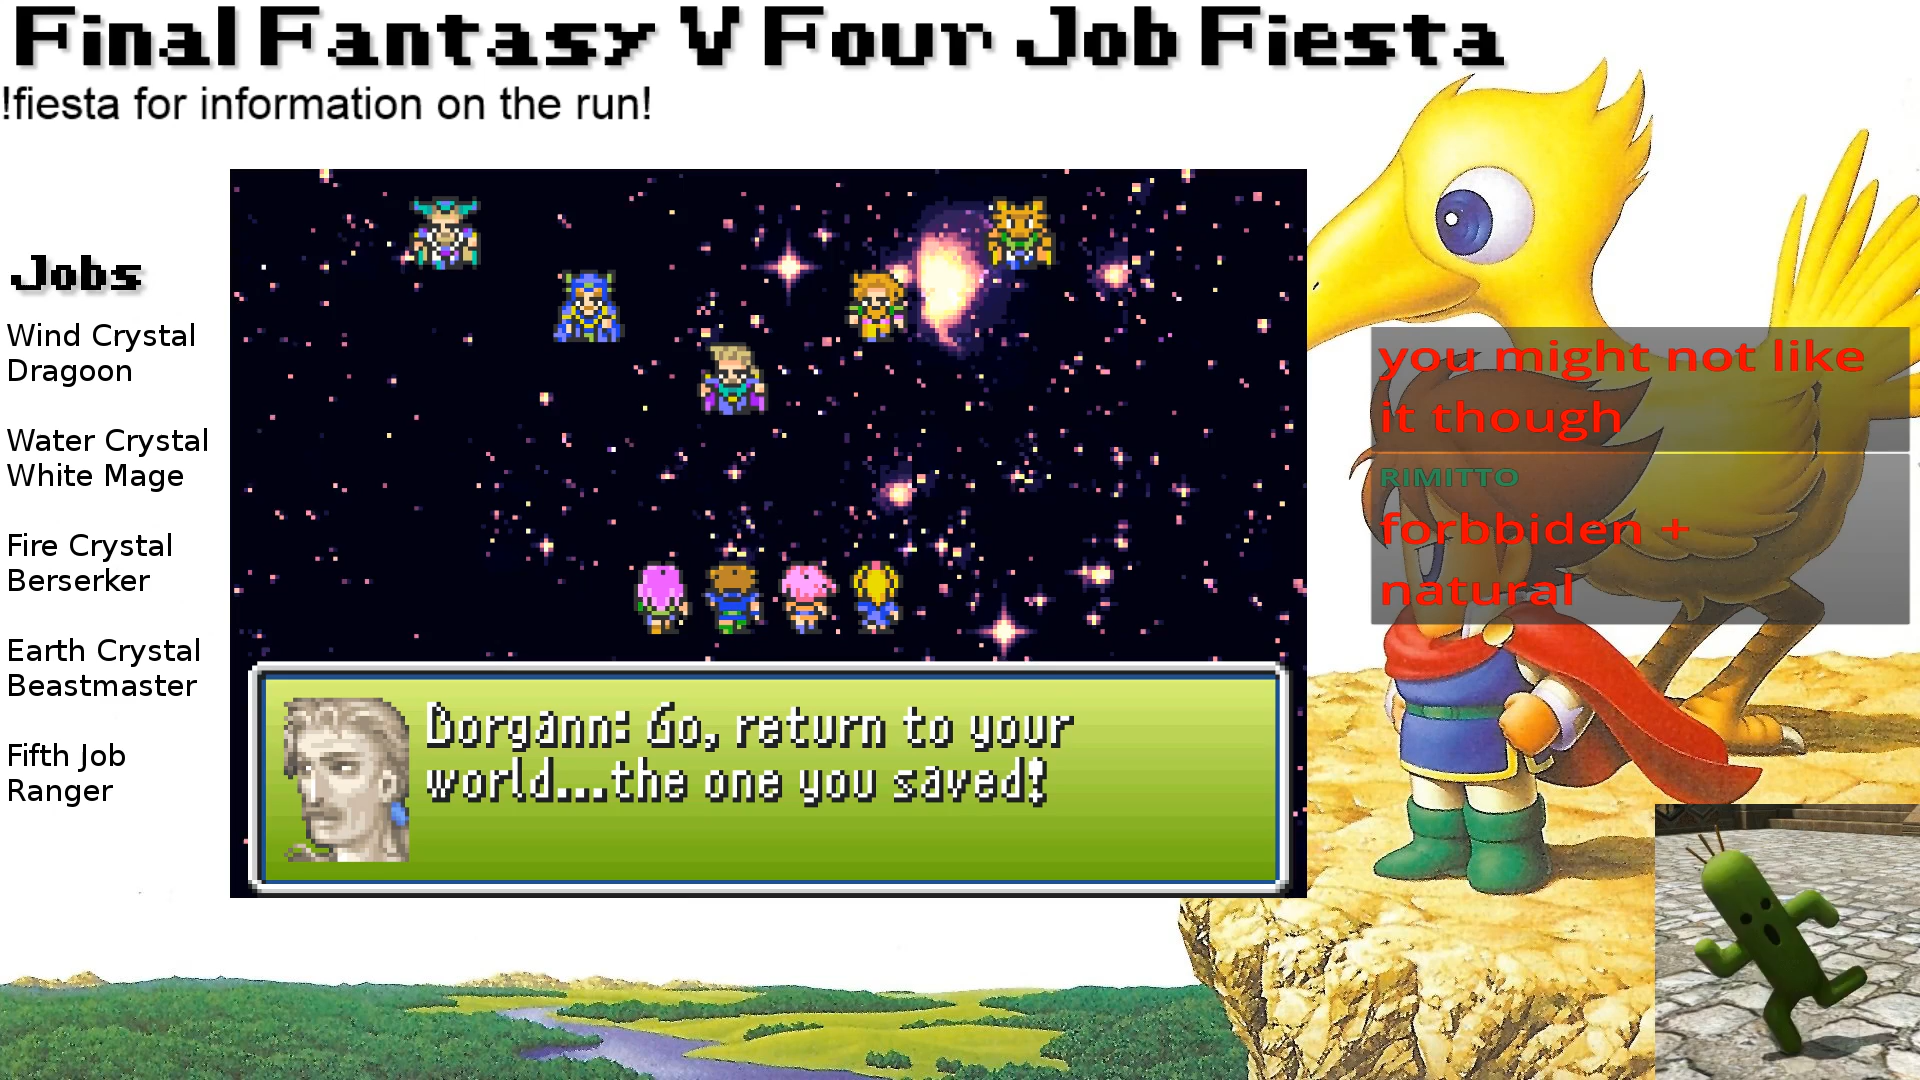 Final Fantasy V Four Job Fiesta
!fiesta for information on the run!
Jobs
Wind Crystal
Dragoon
Water Crystal
White Mage
Fire Crystal
Berserker
Earth Crystal
Beastmaster
Fifth Job
Ranger
Dorgann: Go, return to your
world...the one you saved!
you might not like
it though
RIMITTO
forbbiden +
natural